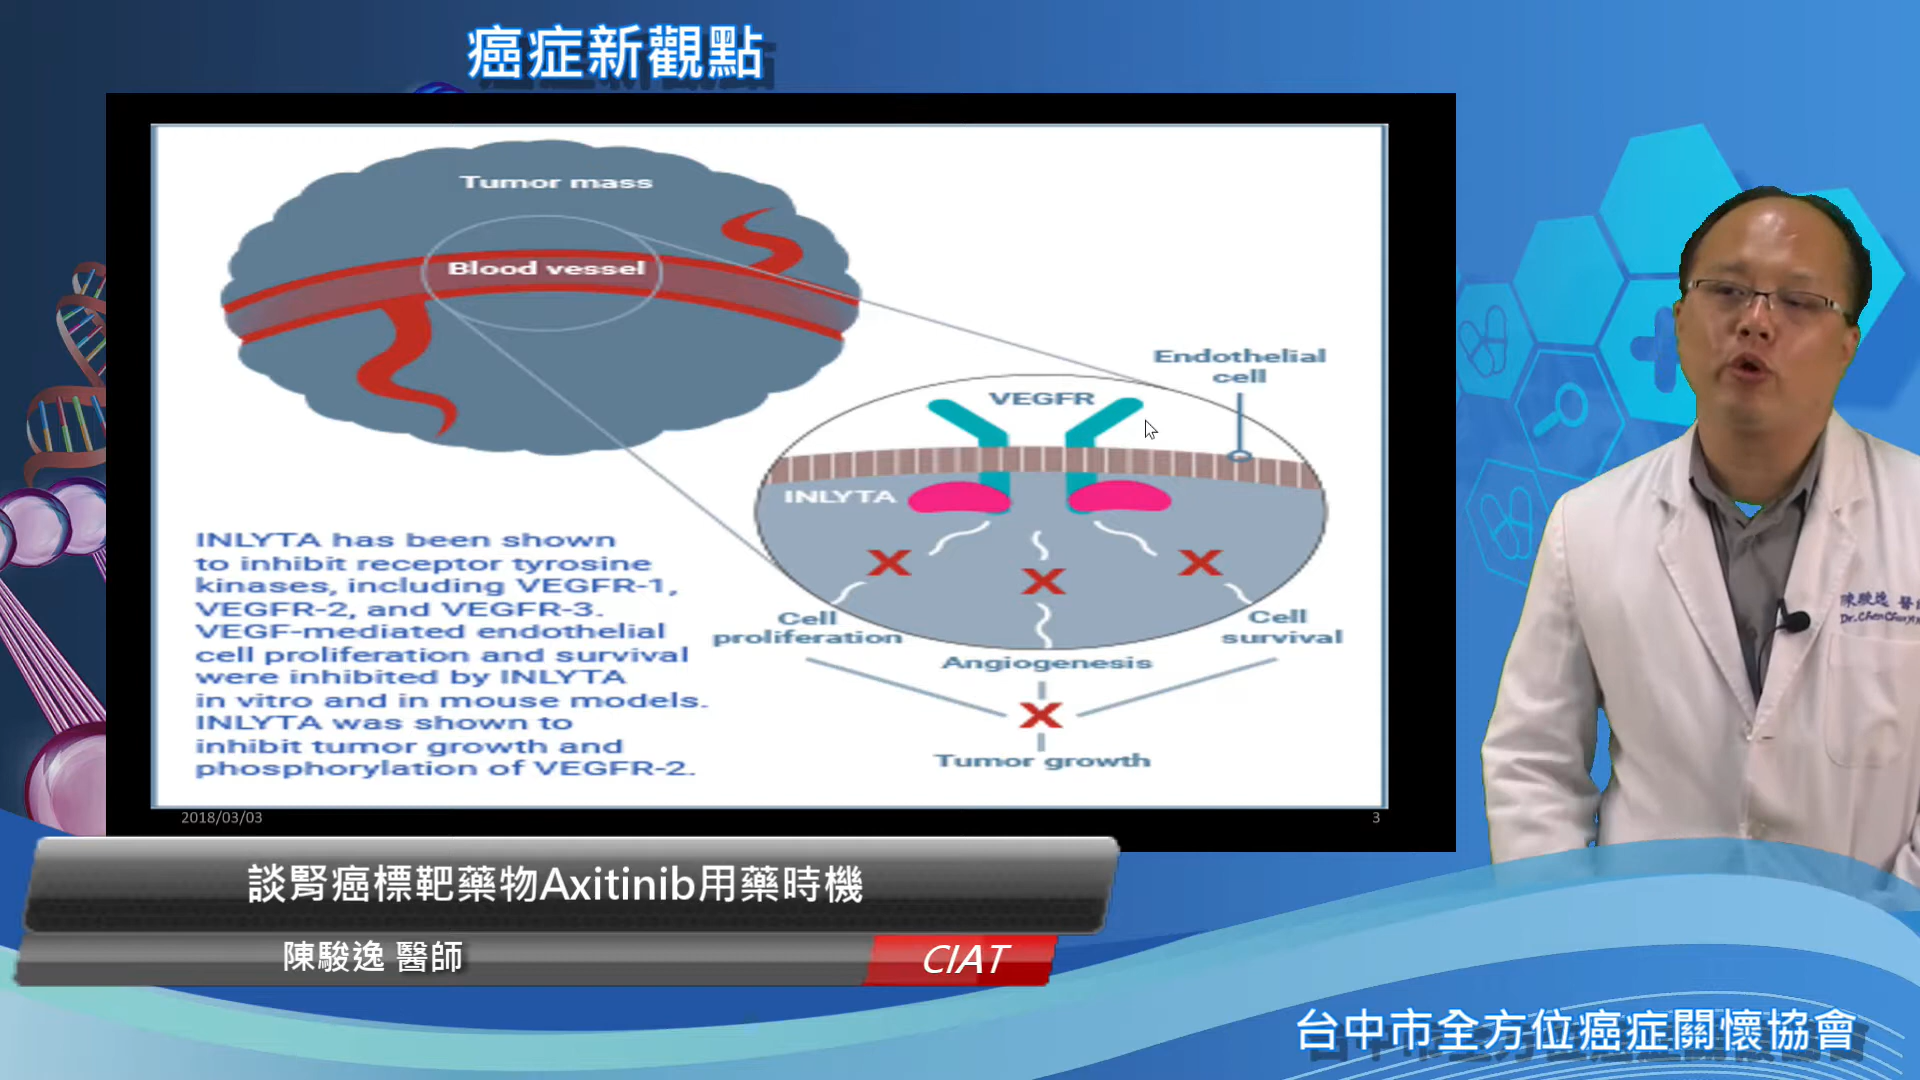 癌症新觀點
Tumor mass
Blood vessel
Endothelial
cell
VEGFR
INLYTA
INLYTA has been shown
to inhibit receptor tyrosine
kinases, including VEGFR-1,
VEGFR-2, and VEGFR-3.
VEGF-mediated endothelial
cell proliferation and survival
were inhibited by INLYTA
in vitro and in mouse models.
INLYTA was shown to
inhibit tumor growth and
phosphorylation of VEGFR-2.
X
X
X
Cell
proliferation
Angiogenesis
Cell
survival
X
Tumor growth
2018/03/03
3
陳駿逸 醫
談腎癌標靶藥物Axitinib用藥時機
陳駿逸 醫師
CIAT
台中市全方位癌症關懷協會